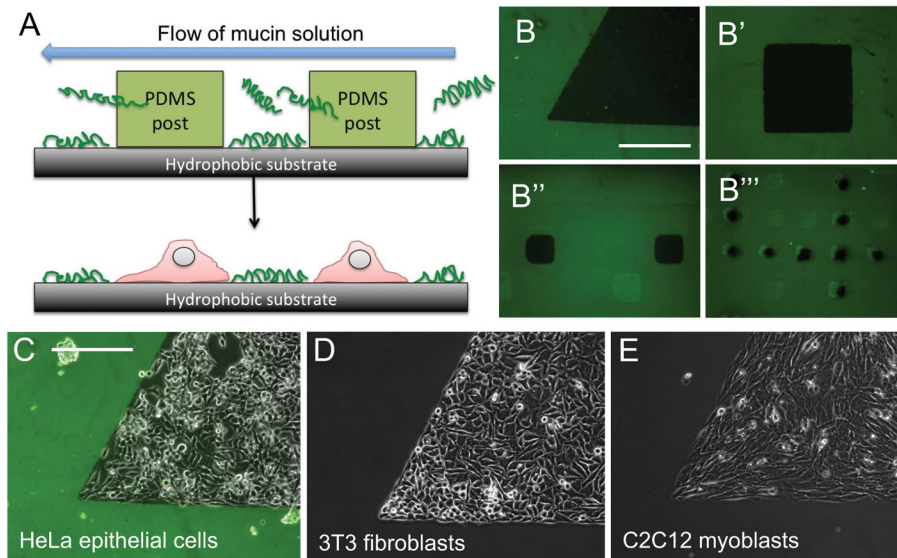 A
Flow of mucin solution
PDMS
post
PDMS
post
Hydrophobic substrate
Hydrophobic substrate
B
B'
B''
B'''
C
HeLa epithelial cells
D
3T3 fibroblasts
E
C2C12 myoblasts